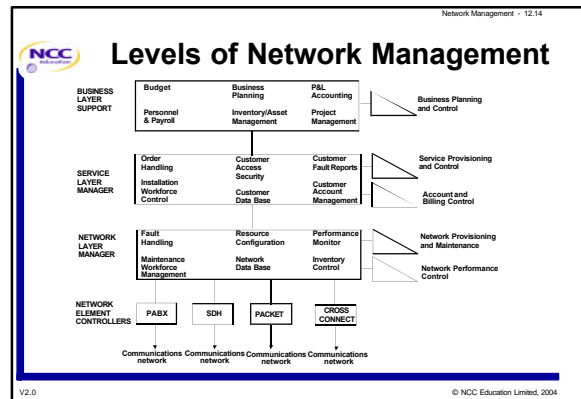 Network Management - 12.14
NCC
education
Levels of Network Management
BUSINESS
LAYER
SUPPORT
Budget
Business
Planning
P&L
Accounting
Personnel
& Payroll
Inventory/Asset
Management
Project
Management
Business Planning
and Control
SERVICE
LAYER
MANAGER
Order
Handling
Customer
Access
Security
Customer
Fault Reports
Installation
Workforce
Control
Customer
Data Base
Customer
Account
Management
Service Provisioning
and Control
Account and
Billing Control
NETWORK
LAYER
MANAGER
Fault
Handling
Resource
Configuration
Performance
Monitor
Maintenance
Workforce
Management
Network
Data Base
Inventory
Control
Network Provisioning
and Maintenance
Network Performance
Control
NETWORK
ELEMENT
CONTROLLERS
PABX
SDH
PACKET
CROSS
CONNECT
Communications
network
Communications
network
Communications
network
Communications
network
V2.0
© NCC Education Limited, 2004